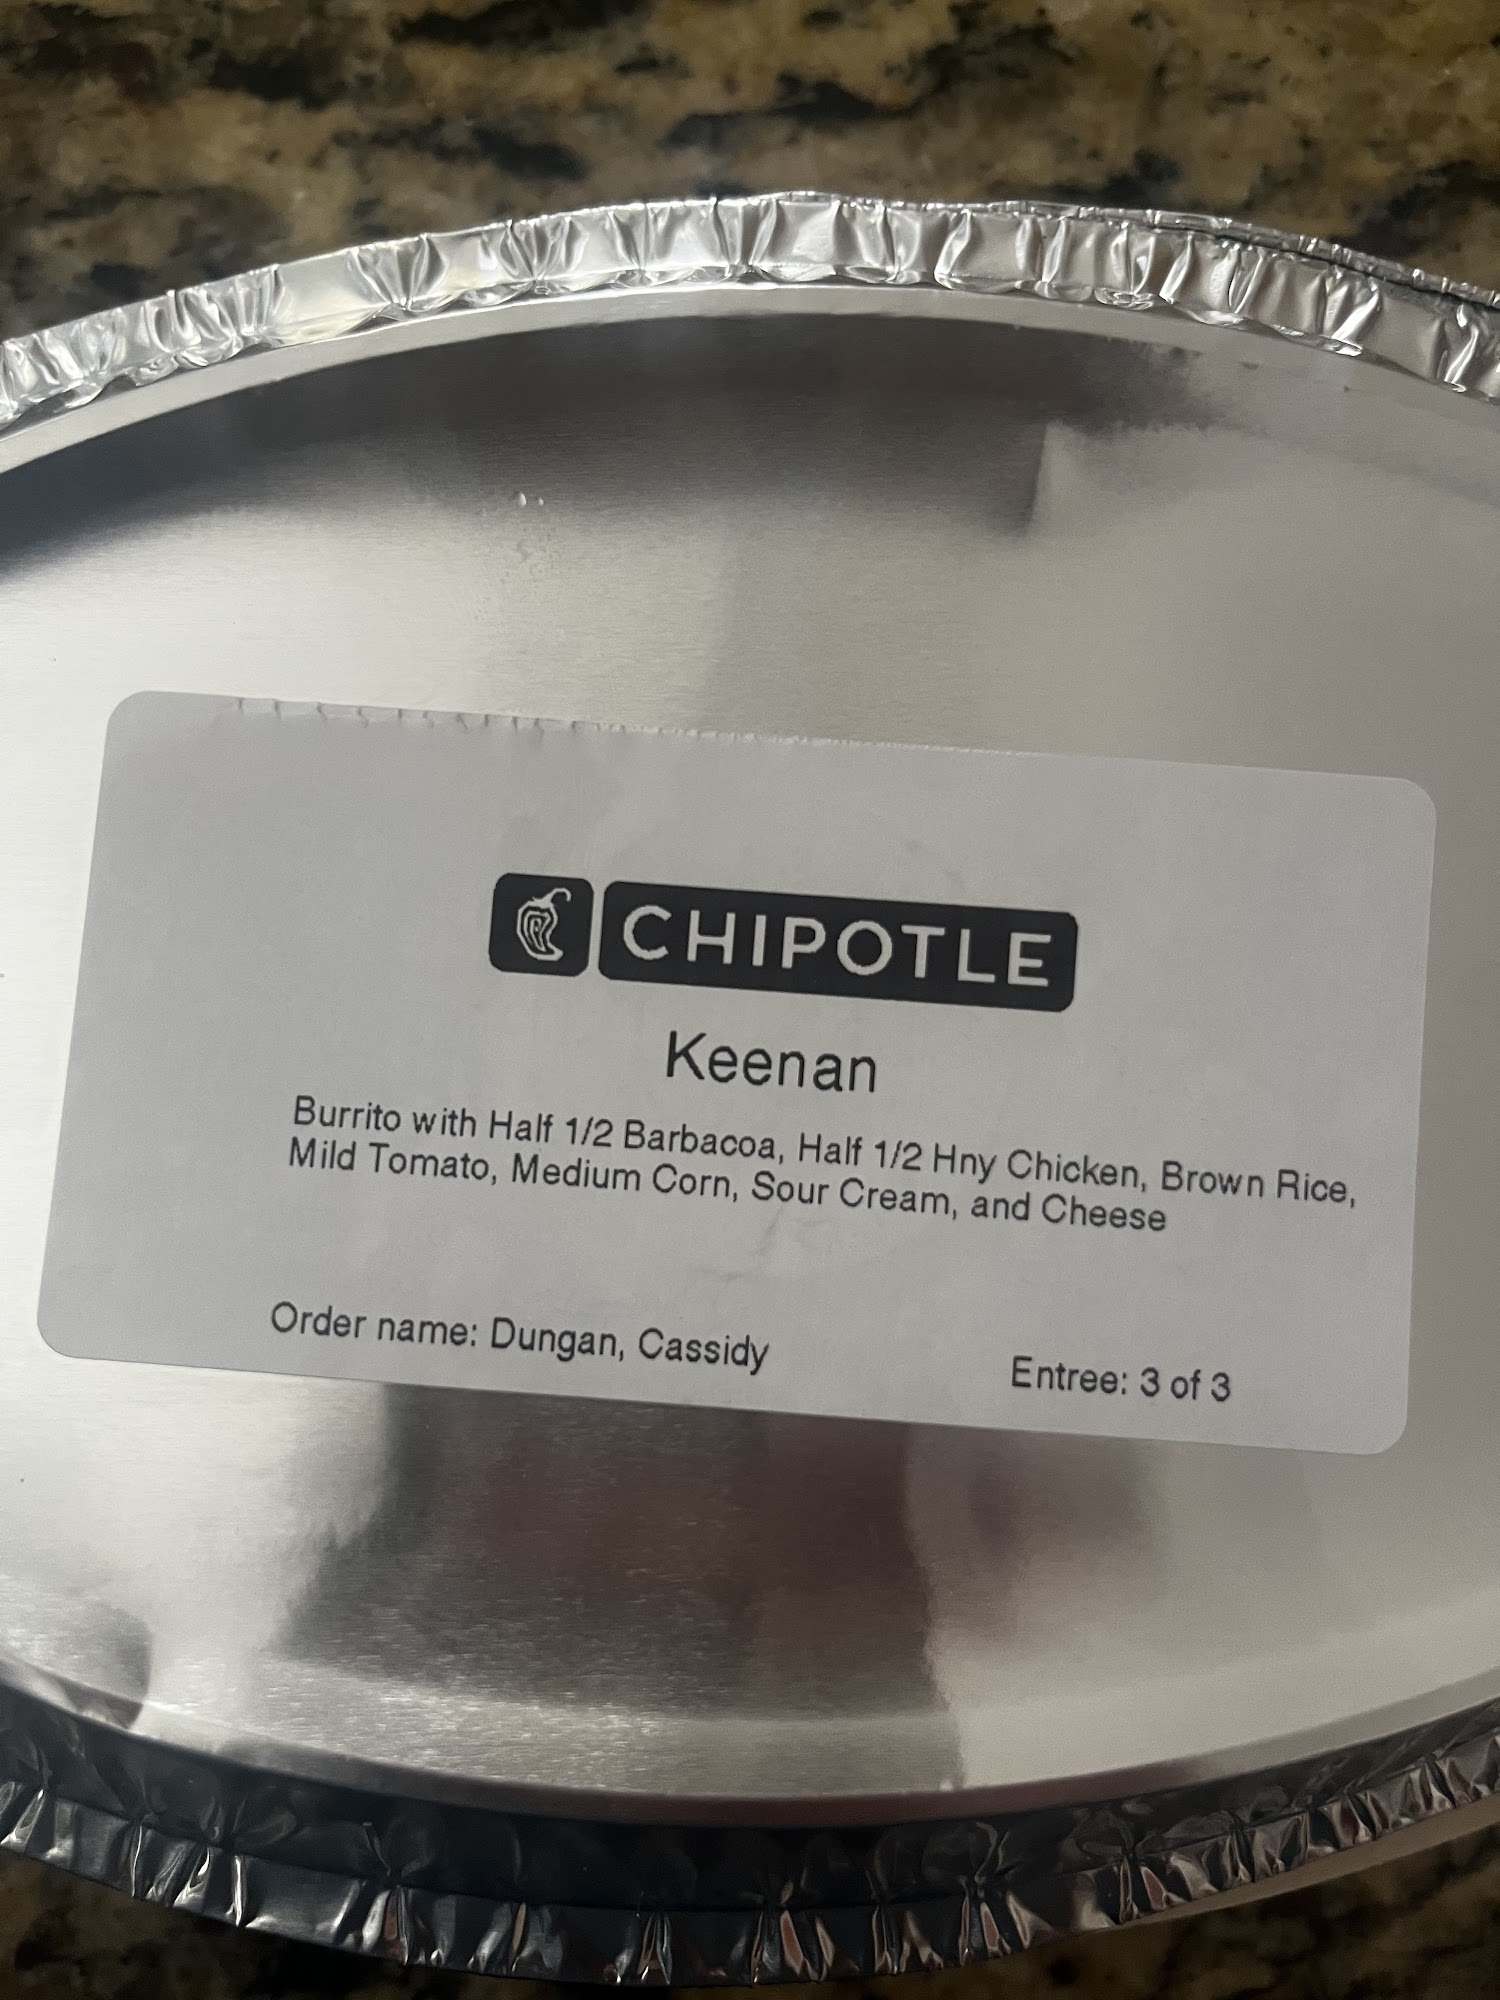 CHIPOTLE
Keenan
Burrito with Half 1/2 Barbacoa, Half 1/2 Hny Chicken, Brown Rice,
Mild Tomato, Medium Corn, Sour Cream, and Cheese
Order name: Dungan, Cassidy
Entree: 3 of 3